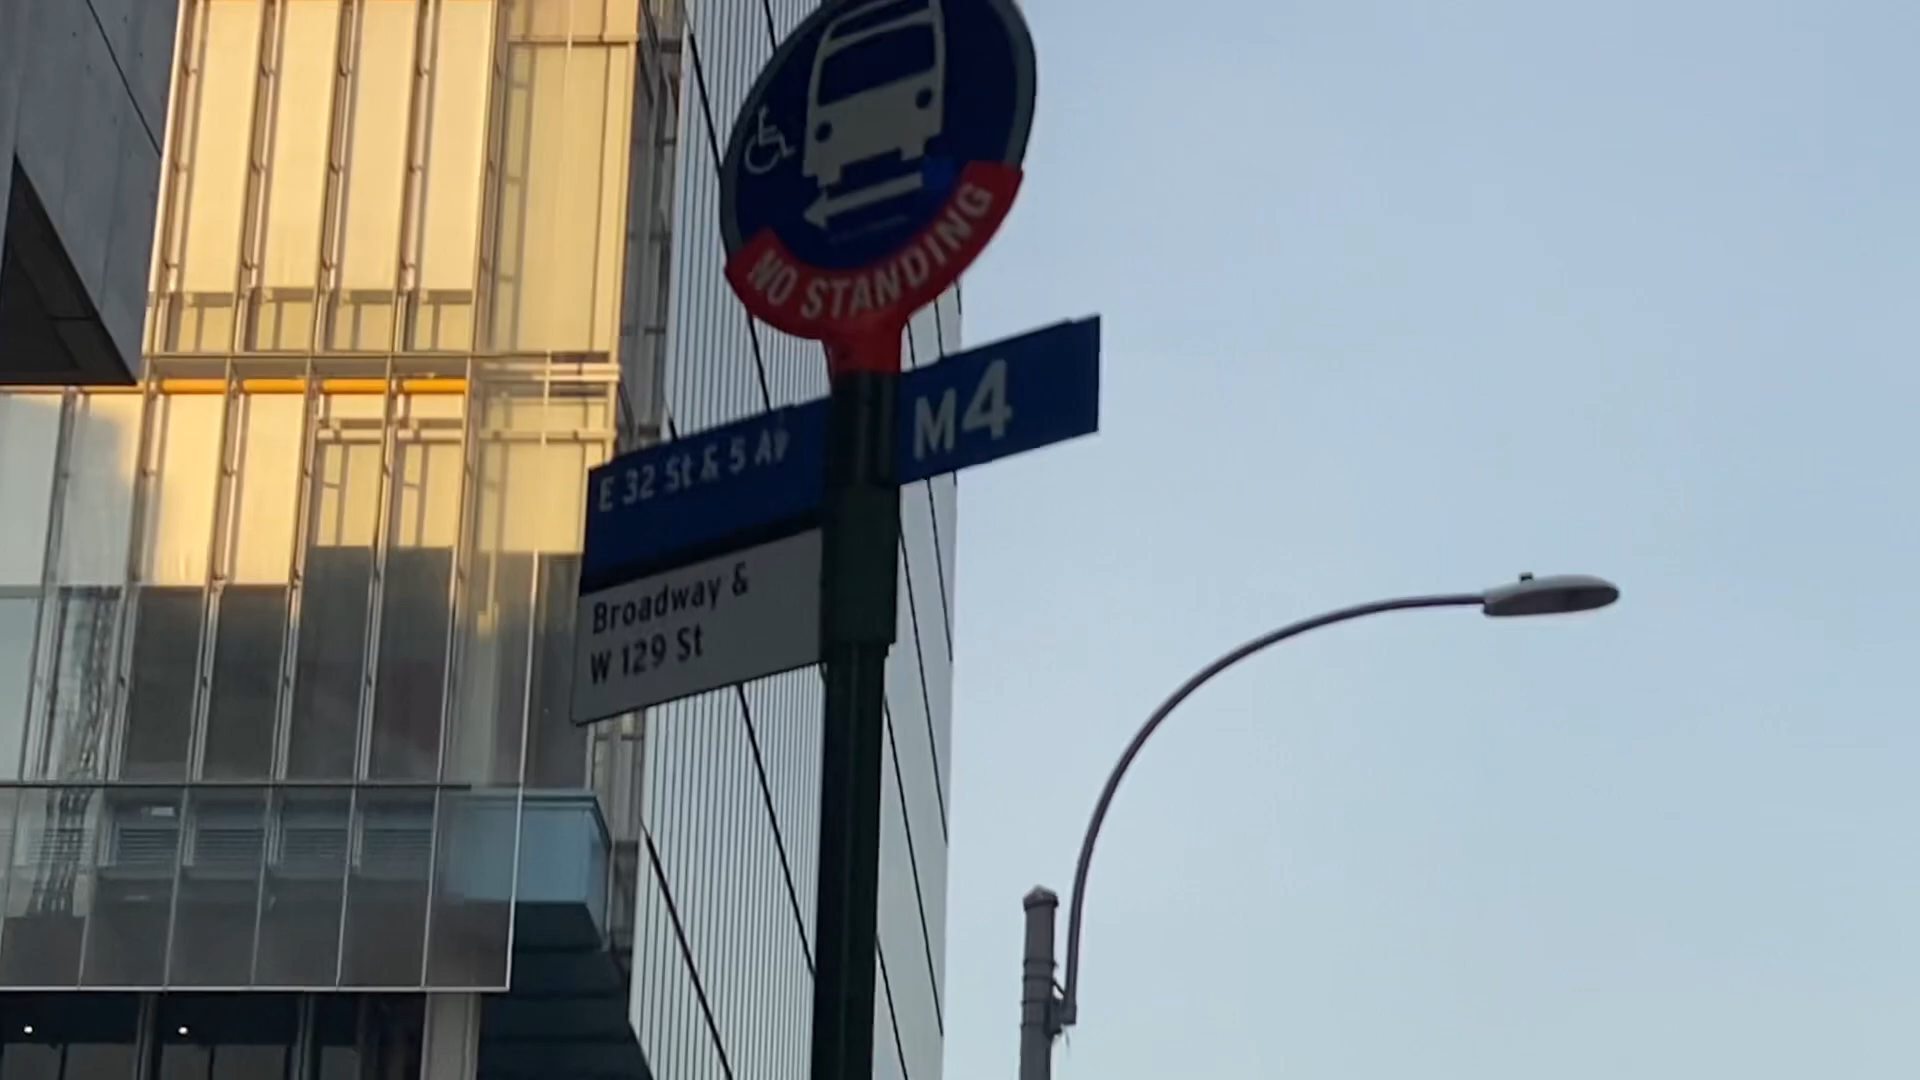 NO STANDING
M4
E 32 St & 5 Av
Broadway &
W 129 St